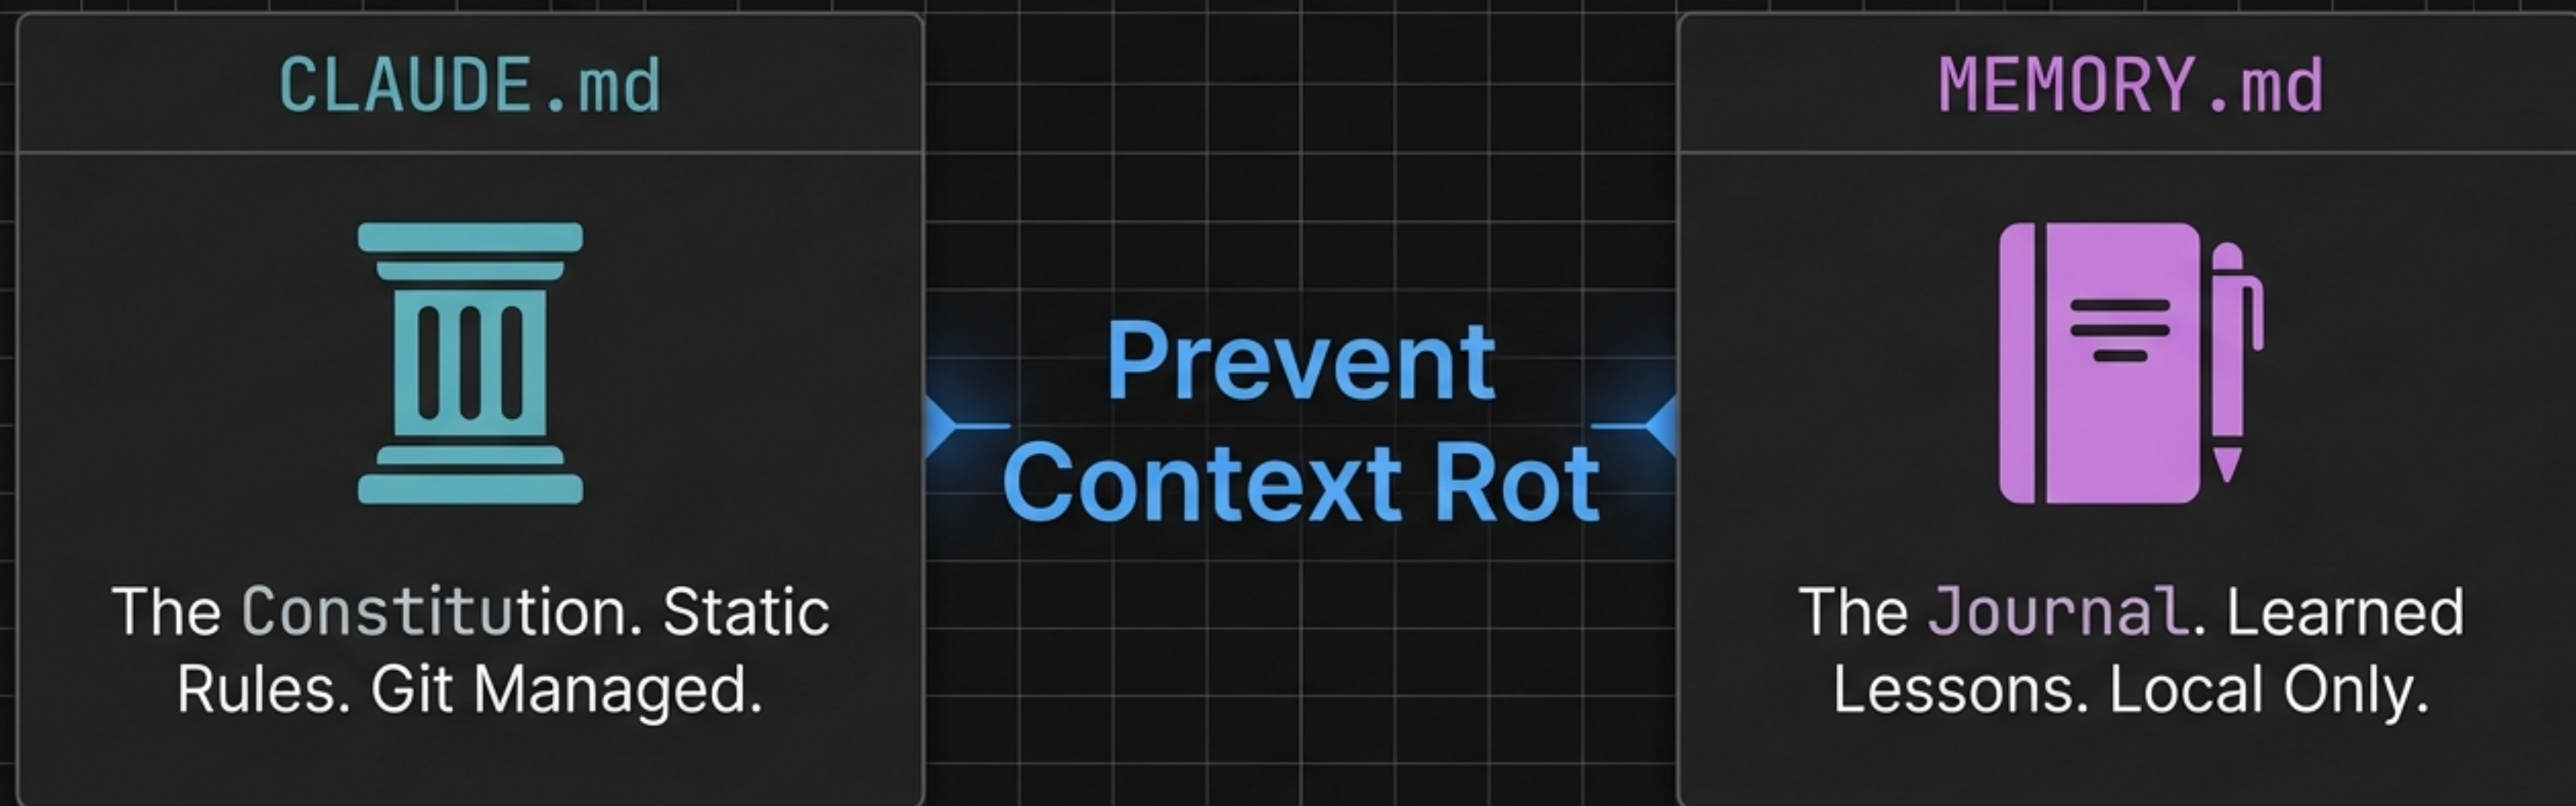 CLAUDE.md
The Constitution. Static
Rules. Git Managed.
Prevent
Context Rot
MEMORY.md
The Journal. Learned
Lessons. Local Only.